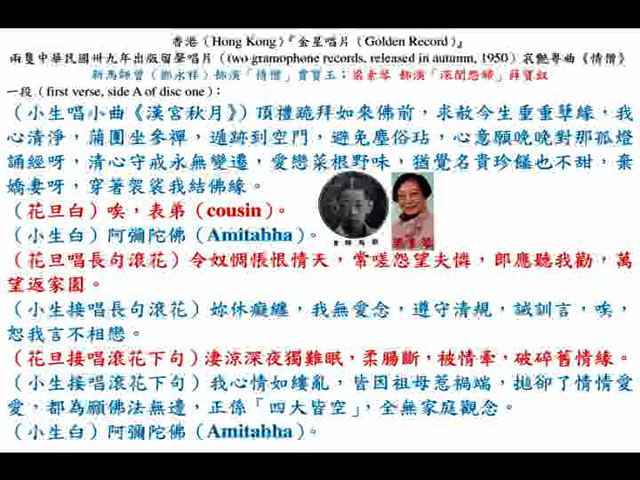 香港（Hong Kong）『金星唱片（Golden Record）』
兩隻中華民國卅九年出版留聲唱片（two gramophone records, released in autumn, 1950）哀艷粵曲《情僧》
新馬師曾（鄧永祥）飾演「情僧」賈寶玉；梁素琴 飾演「深閨怨婦」薛寶釵
一段（first verse, side A of disc one）：
（小生唱小曲《漢宮秋月》）頂禮跪拜如來佛前，求赦今生重重孽緣，我
心清淨，蒲團坐參禪，遁跡到空門，避免塵俗玷，心意願晚晚對那孤燈
誦經呀，清心守戒永無變遷，愛戀菜根野味，猶覺名貴珍饈也不甜，棄
嬌妻呀，穿著袈裟我結佛緣。
（花旦白）唉，表弟（cousin）。
（小生白）阿彌陀佛（Amitabha）。
（花旦唱長句滾花）令奴惆悵恨情天，常嗟怨望夫憐，郎應聽我勸，萬
望返家園。
（小生接唱長句滾花）妳休癡纏，我無愛念，遵守清規，誡訓言，唉，
恕我言不相戀。
（花旦接唱滾花下句）淒涼深夜獨難眠，柔腸斷，被情牽，破碎舊情緣。
（小生接唱滾花下句）我心情如縷亂，皆因祖母惹禍端，拋卻了情情愛
愛，都為願佛法無邊，正係「四大皆空」，全無家庭觀念。
（小生白）阿彌陀佛（Amitabha）。